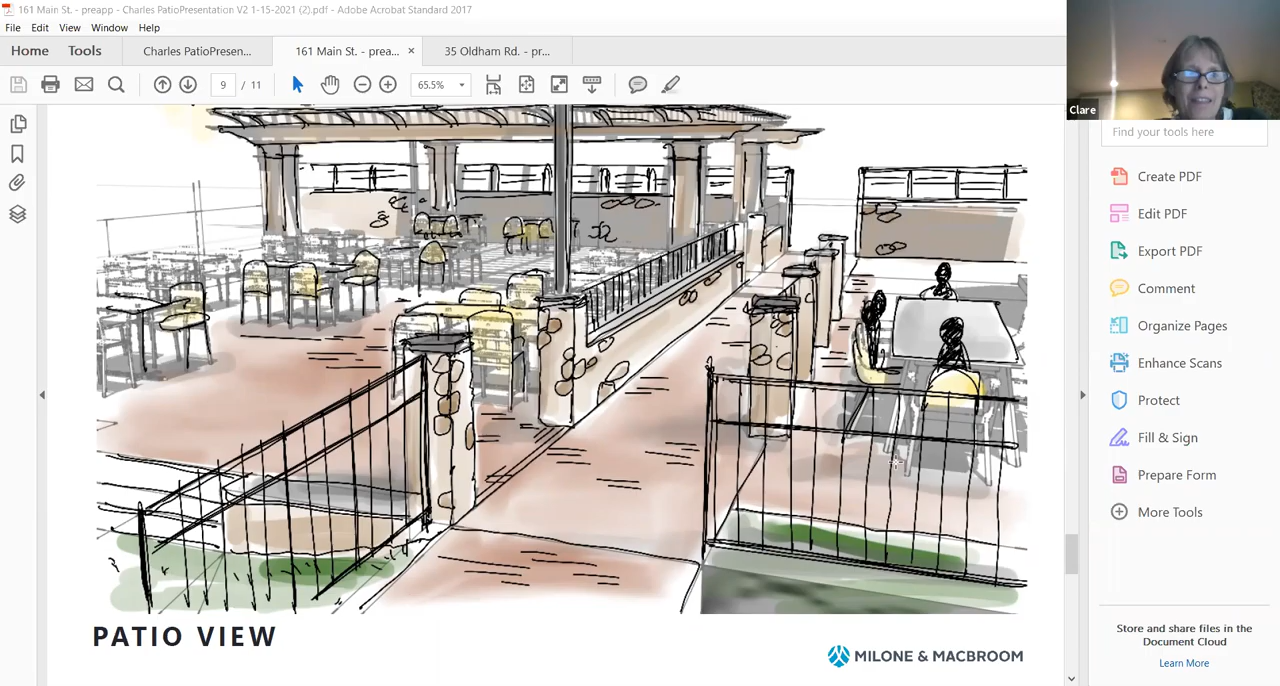 161 Main St. - preapp - Charles PatioPresentation V2 1-15-2021 (2).pdf - Adobe Acrobat Standard 2017
File Edit View Window Help
Home Tools Charles PatioPresen... 161 Main St. - prea... × 35 Oldham Rd. - pr...
9 / 11 65.5%
Clare
Find your tools here
Create PDF
Edit PDF
Export PDF
Comment
Organize Pages
Enhance Scans
Protect
Fill & Sign
Prepare Form
More Tools
Store and share files in the
Document Cloud
Learn More
PATIO VIEW
MILONE & MACBROOM